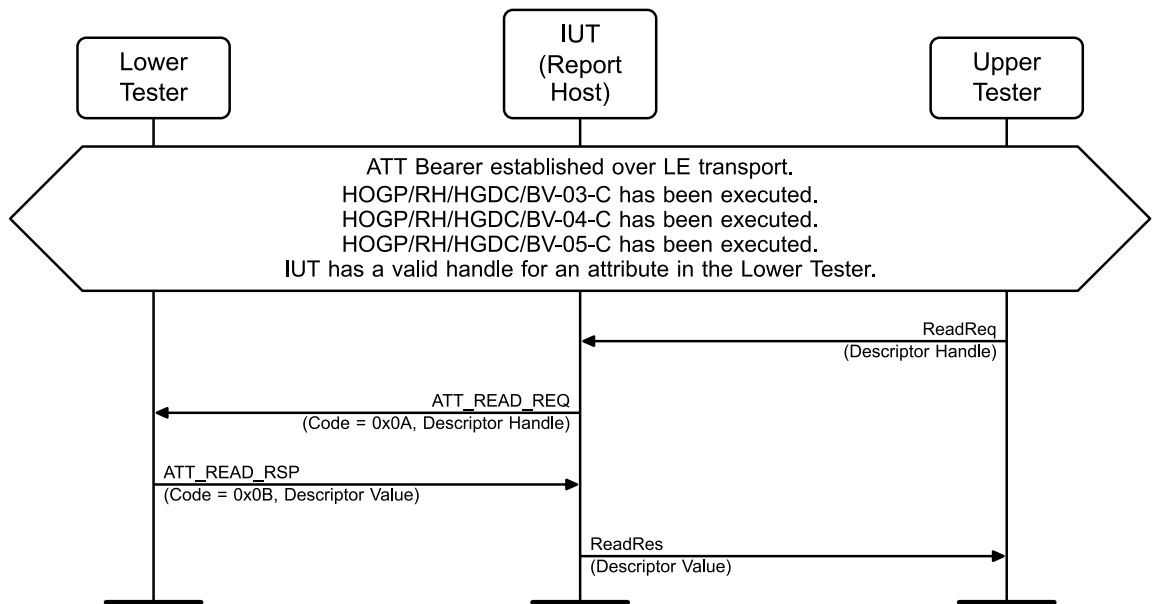 Lower
Tester
IUT
(Report
Host)
Upper
Tester
ATT Bearer established over LE transport.
HOGP/RH/HGDC/BV-03-C has been executed.
HOGP/RH/HGDC/BV-04-C has been executed.
HOGP/RH/HGDC/BV-05-C has been executed.
IUT has a valid handle for an attribute in the Lower Tester.
ReadReq
(Descriptor Handle)
ATT_READ_REQ
(Code = 0x0A, Descriptor Handle)
ATT_READ_RSP
(Code = 0x0B, Descriptor Value)
ReadRes
(Descriptor Value)